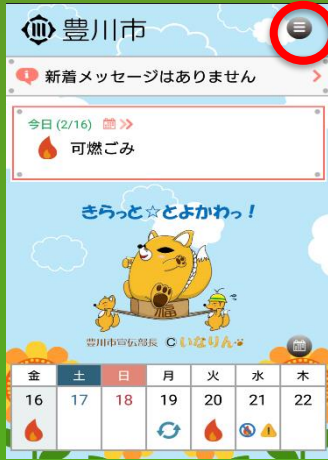 豊川市
新着メッセージはありません
今日 (2/16)
可燃ごみ
きらっと☆とよかわっ！
福
豊川市宣伝部長 ©いなりん
金 土 日 月 火 水 木
16 17 18 19 20 21 22